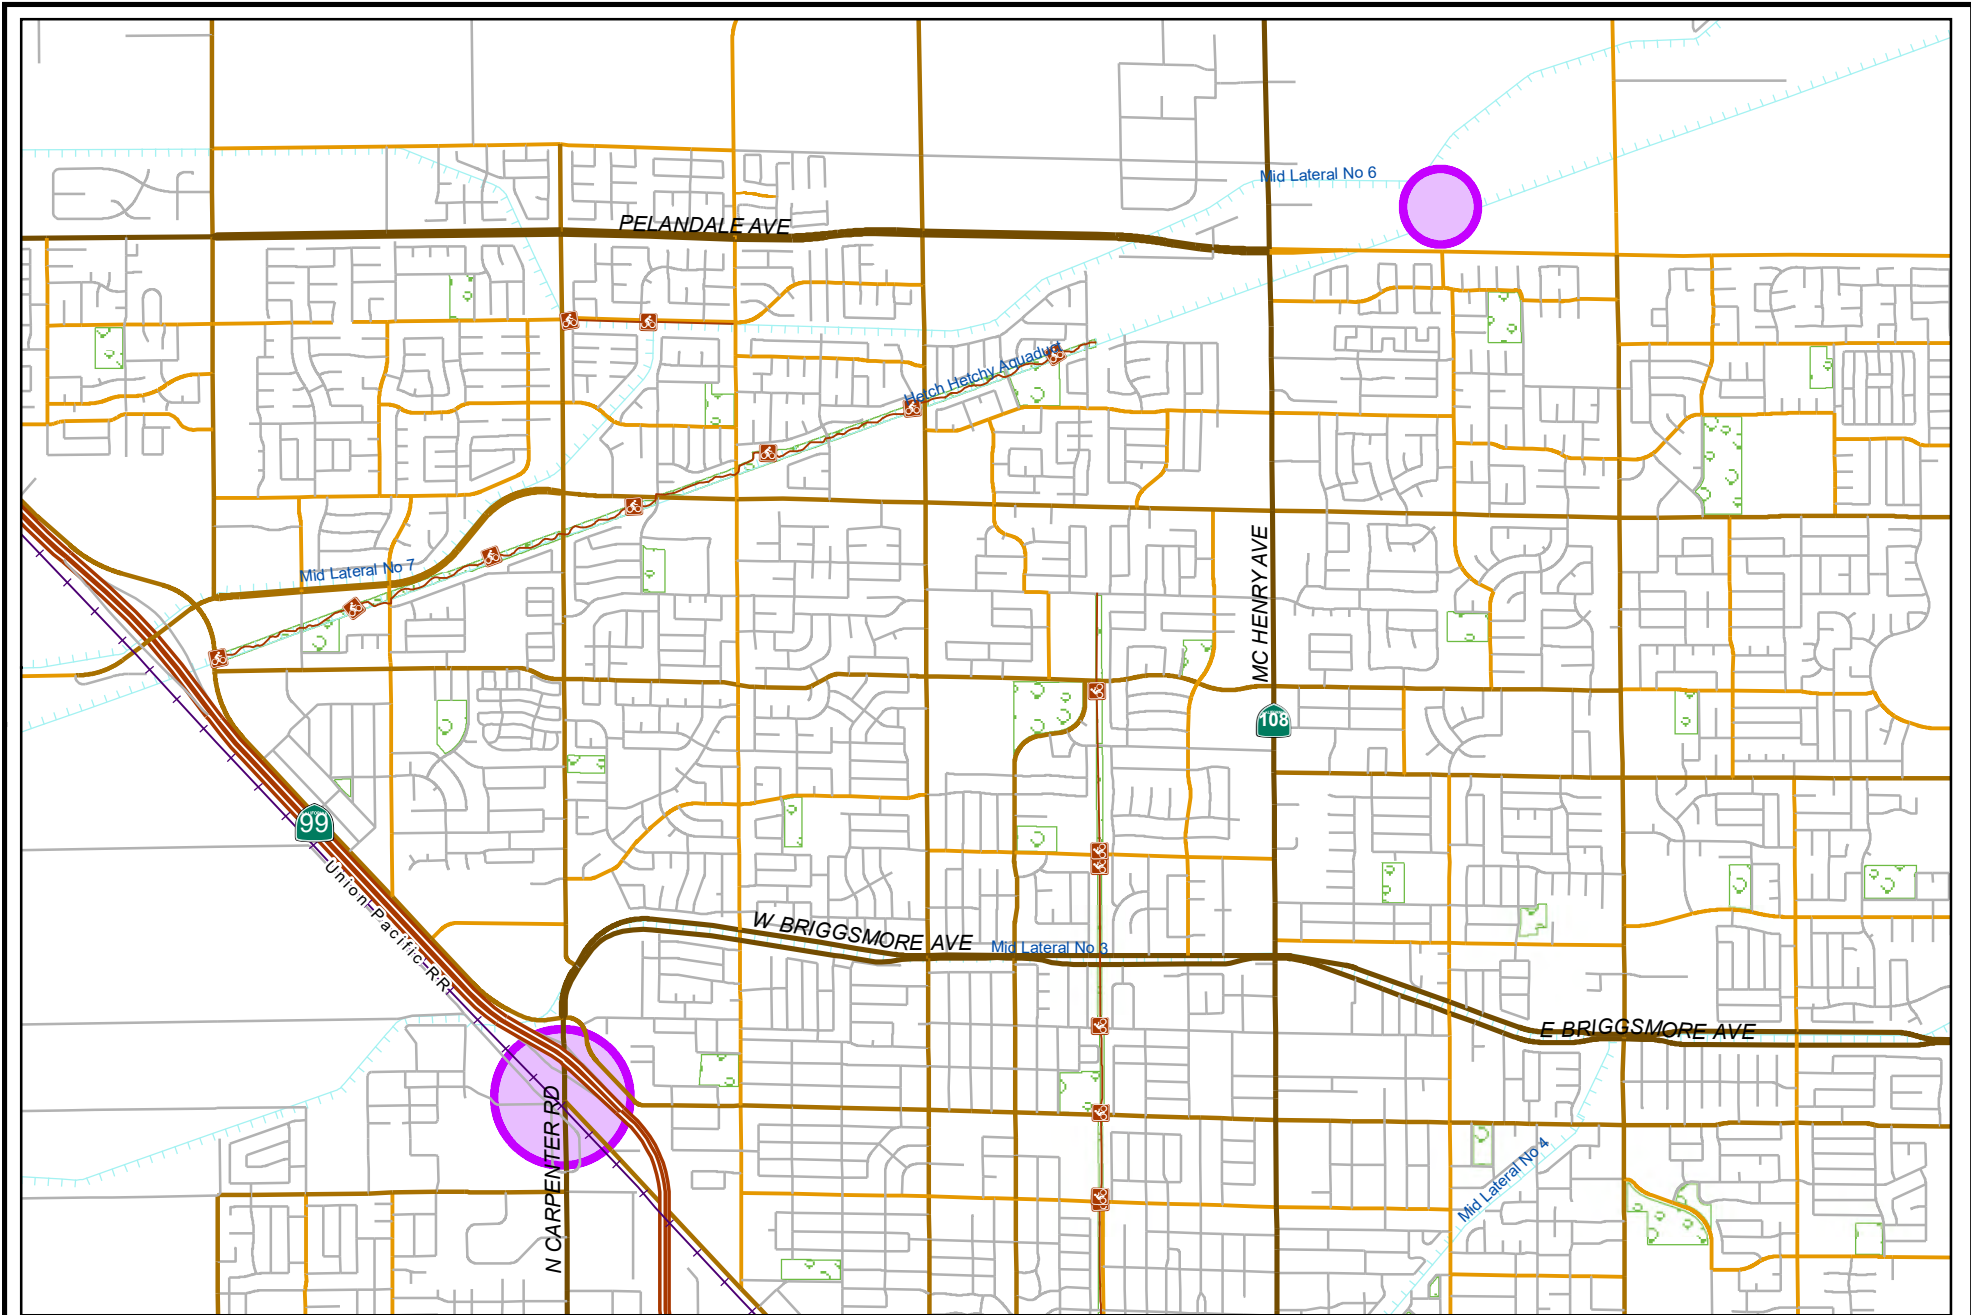 Mid Lateral No 6
PELANDALE AVE
Hetch Hetchy Aquaduct
Mid Lateral No 7
MC HENRY AVE
108
99
Union Pacific RR
W BRIGGSMORE AVE
Mid Lateral No 3
E BRIGGSMORE AVE
N CARPENTER RD
Mid Lateral No 4